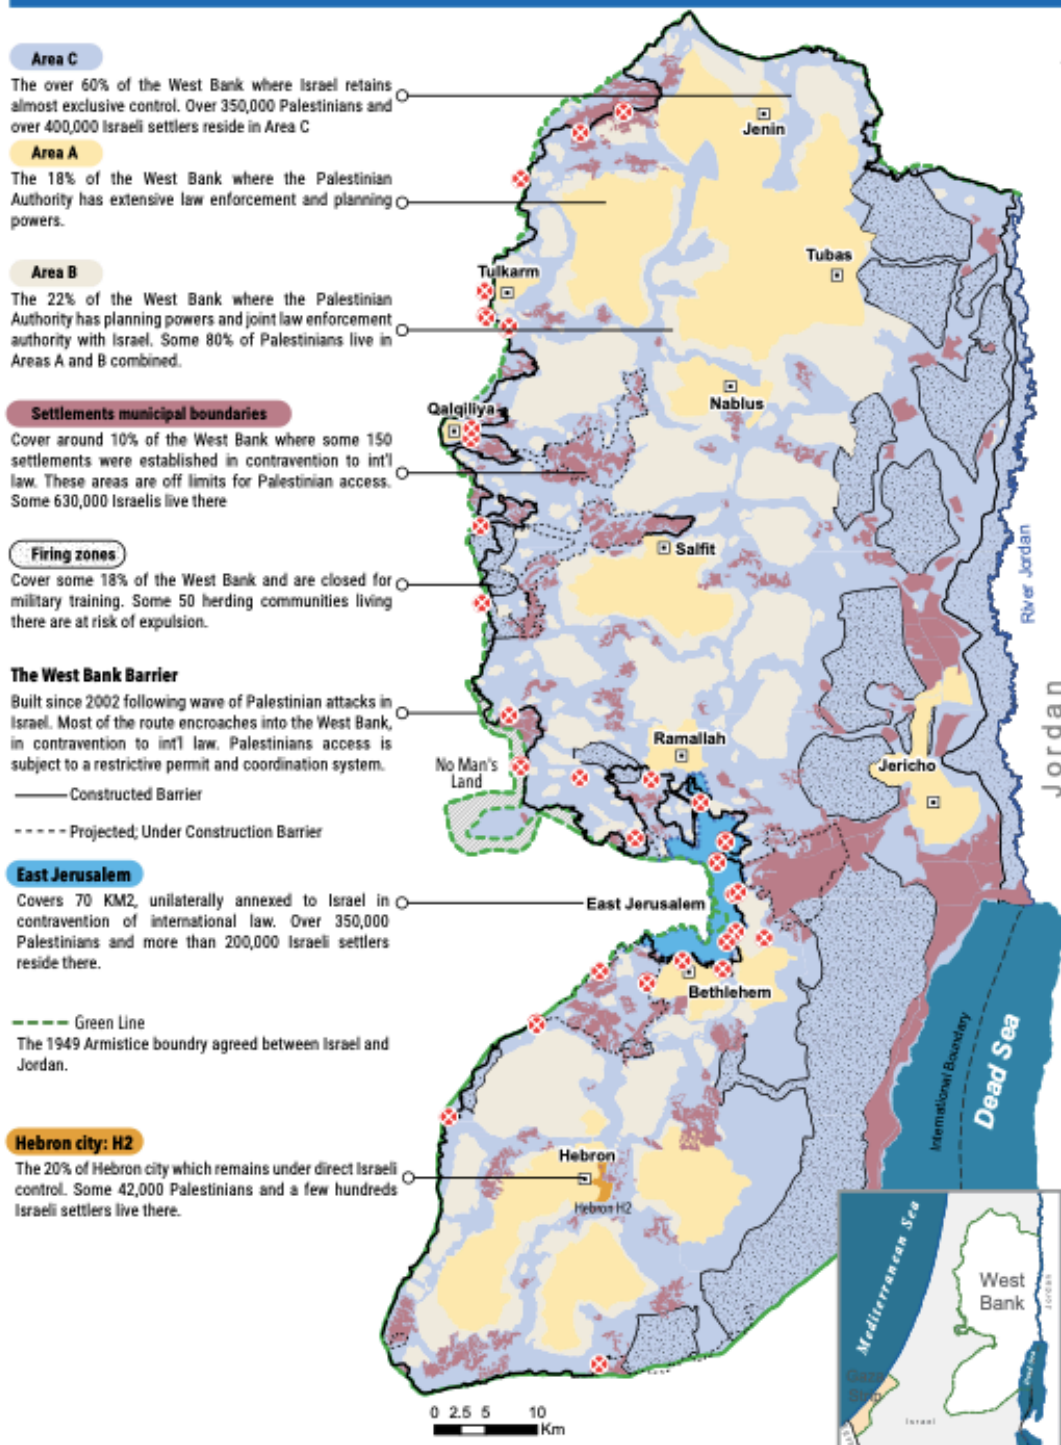 Area C
The over 60% of the West Bank where Israel retains
almost exclusive control. Over 350,000 Palestinians and
over 400,000 Israeli settlers reside in Area C
Area A
The 18% of the West Bank where the Palestinian
Authority has extensive law enforcement and planning
powers.
Area B
The 22% of the West Bank where the Palestinian
Authority has planning powers and joint law enforcement
authority with Israel. Some 80% of Palestinians live in
Areas A and B combined.
Settlements municipal boundaries
Cover around 10% of the West Bank where some 150
settlements were established in contravention to int'l
law. These areas are off limits for Palestinian access.
Some 630,000 Israelis live there
Firing zones
Cover some 18% of the West Bank and are closed for
military training. Some 50 herding communities living
there are at risk of expulsion.
The West Bank Barrier
Built since 2002 following wave of Palestinian attacks in
Israel. Most of the route encroaches into the West Bank,
in contravention to int'l law. Palestinians access is
subject to a restrictive permit and coordination system.
Constructed Barrier
Projected; Under Construction Barrier
East Jerusalem
Covers 70 KM2, unilaterally annexed to Israel in
contravention of international law. Over 350,000
Palestinians and more than 200,000 Israeli settlers
reside there.
Green Line
The 1949 Armistice boundry agreed between Israel and
Jordan.
Hebron city: H2
The 20% of Hebron city which remains under direct Israeli
control. Some 42,000 Palestinians and a few hundreds
Israeli settlers live there.
Jenin
Tubas
Tulkarm
Nablus
Qalqiliya
Salfit
River Jordan
Jordan
Ramallah
No Man's
Land
Jericho
East Jerusalem
Bethlehem
International Boundary
Dead Sea
Hebron
Hebron H2
0 2.5 5 10
Km
Mediterranean Sea
West
Bank
Jordan
Dead Sea
Gaza
Strip
Israel